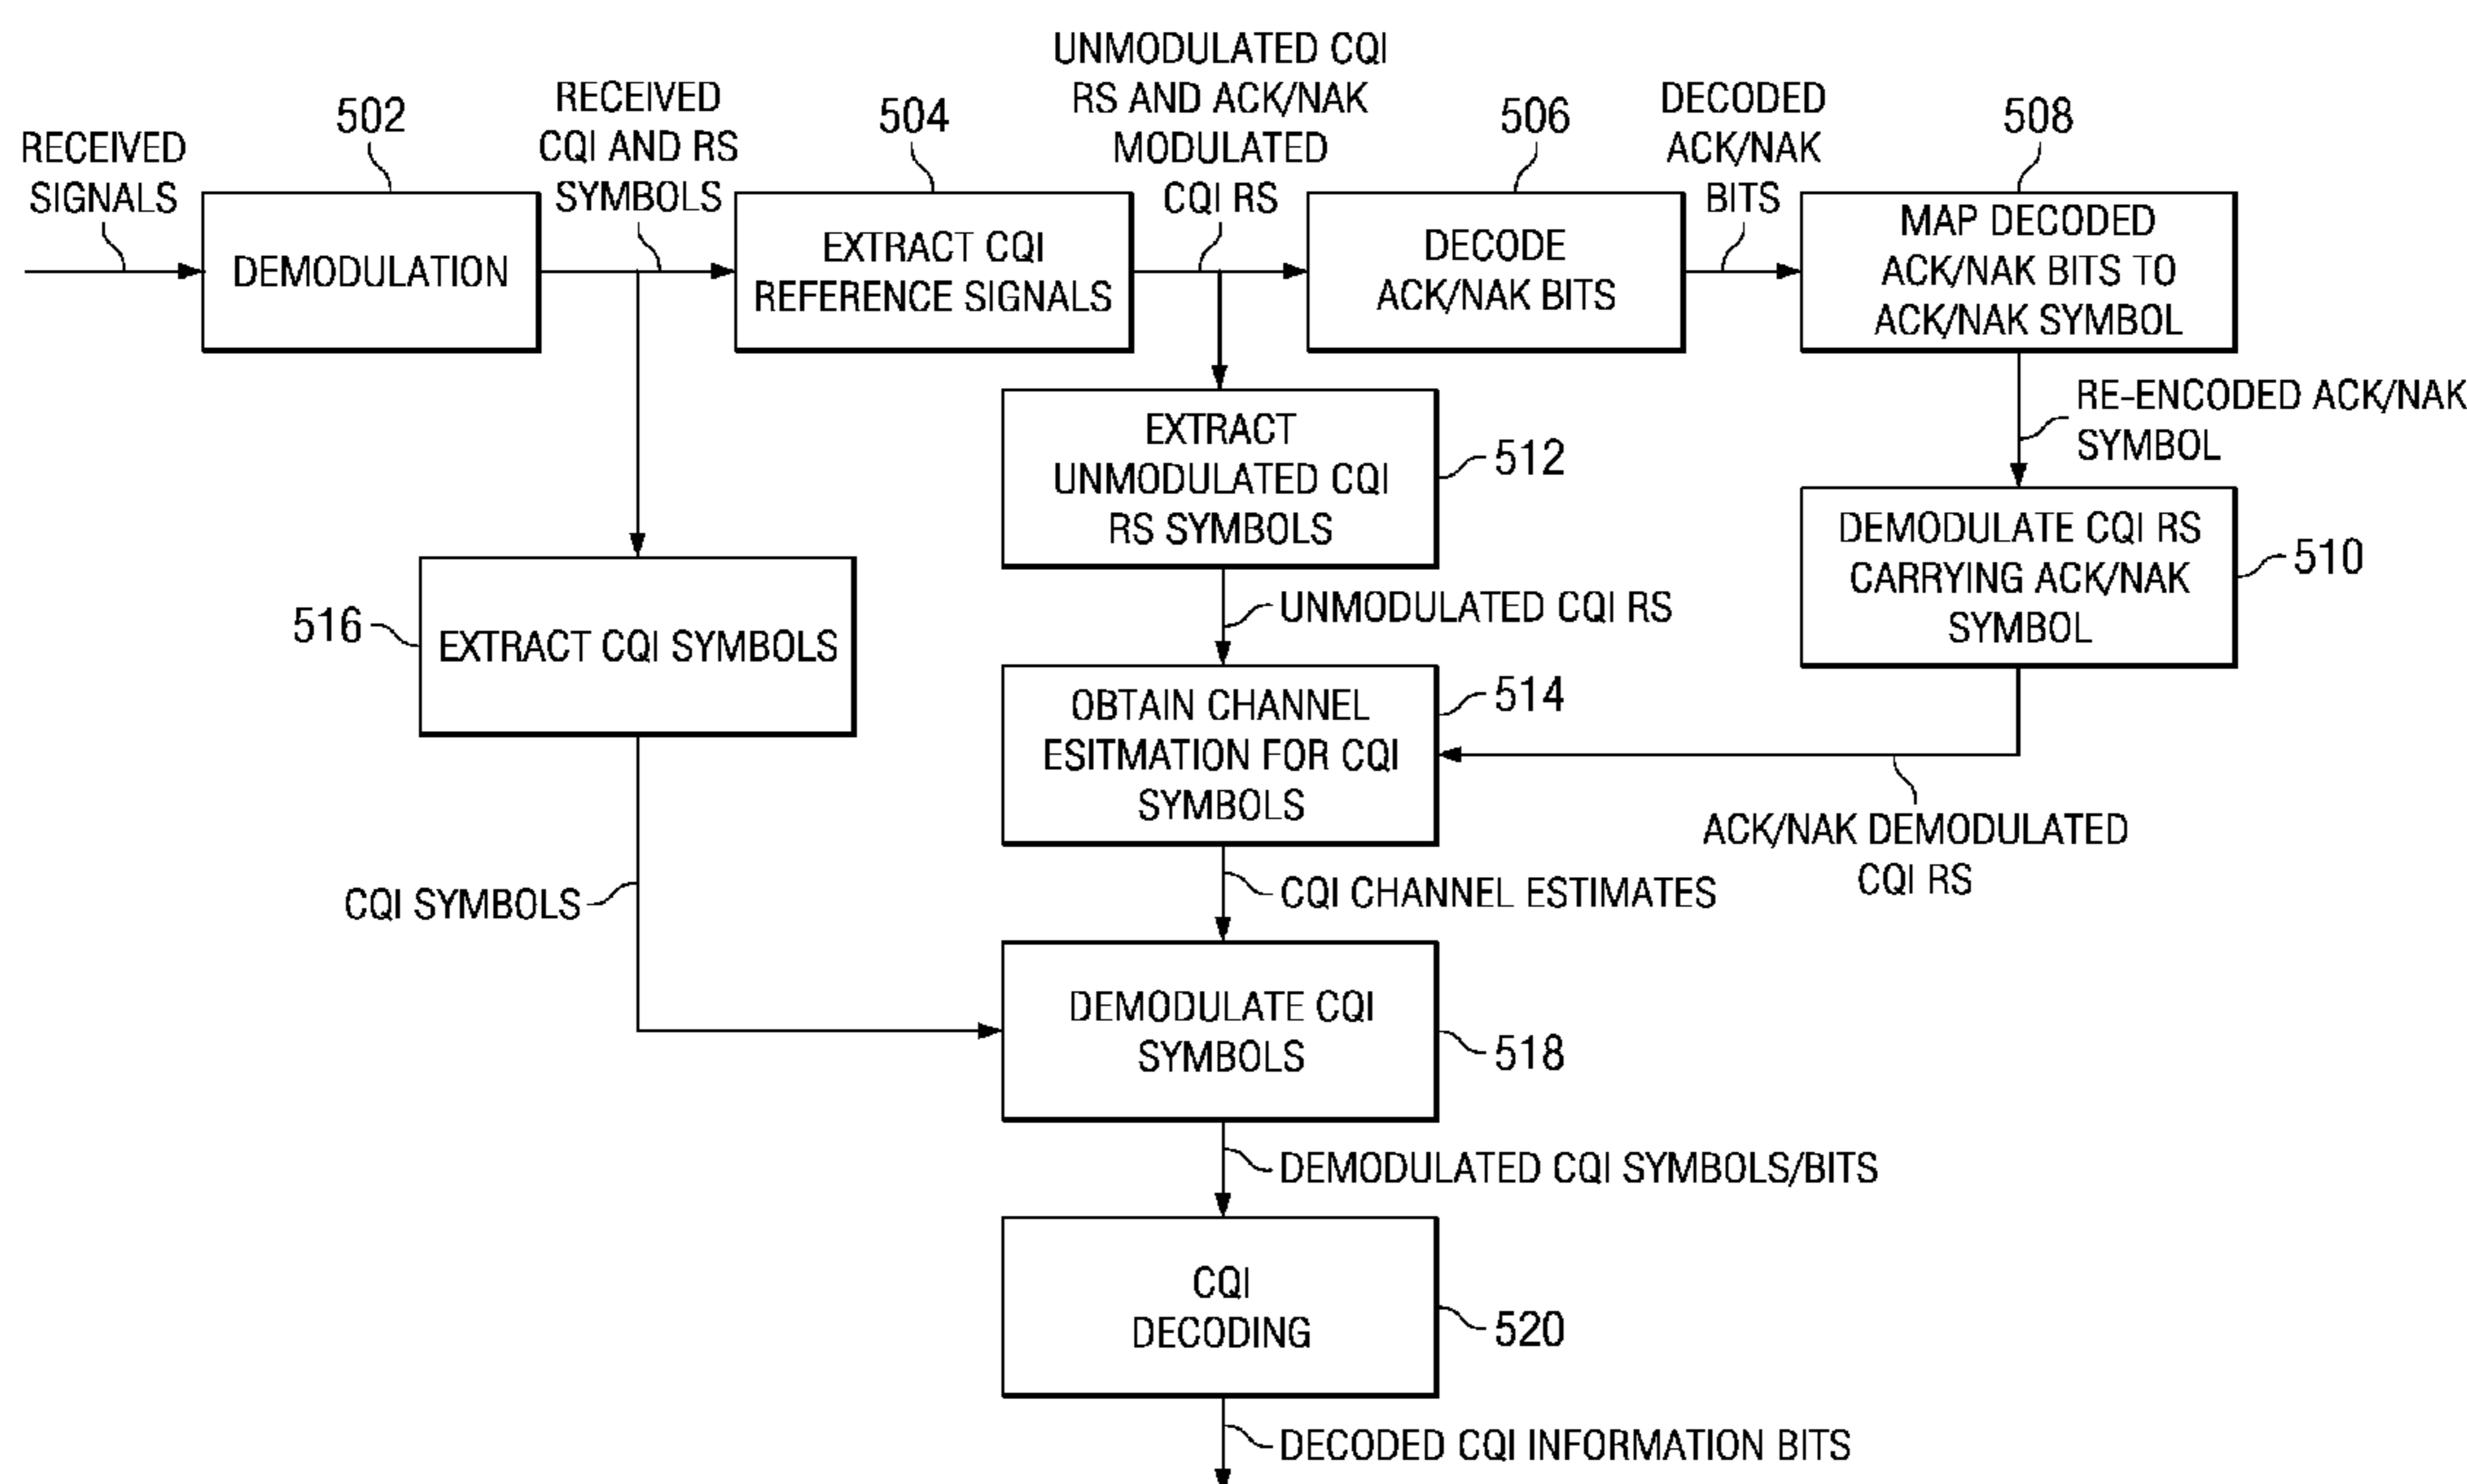 RECEIVED
SIGNALS
502
DEMODULATION
RECEIVED
CQI AND RS
SYMBOLS
504
EXTRACT CQI
REFERENCE SIGNALS
UNMODULATED CQI
RS AND ACK/NAK
MODULATED
CQI RS
506
DECODE
ACK/NAK BITS
DECODED
ACK/NAK
BITS
508
MAP DECODED
ACK/NAK BITS TO
ACK/NAK SYMBOL
RE-ENCODED ACK/NAK
SYMBOL
EXTRACT
UNMODULATED CQI
RS SYMBOLS
512
DEMODULATE CQI RS
CARRYING ACK/NAK
SYMBOL
510
516
EXTRACT CQI SYMBOLS
UNMODULATED CQI RS
OBTAIN CHANNEL
ESITMATION FOR CQI
SYMBOLS
514
ACK/NAK DEMODULATED
CQI RS
CQI SYMBOLS
CQI CHANNEL ESTIMATES
DEMODULATE CQI
SYMBOLS
518
DEMODULATED CQI SYMBOLS/BITS
CQI
DECODING
520
DECODED CQI INFORMATION BITS